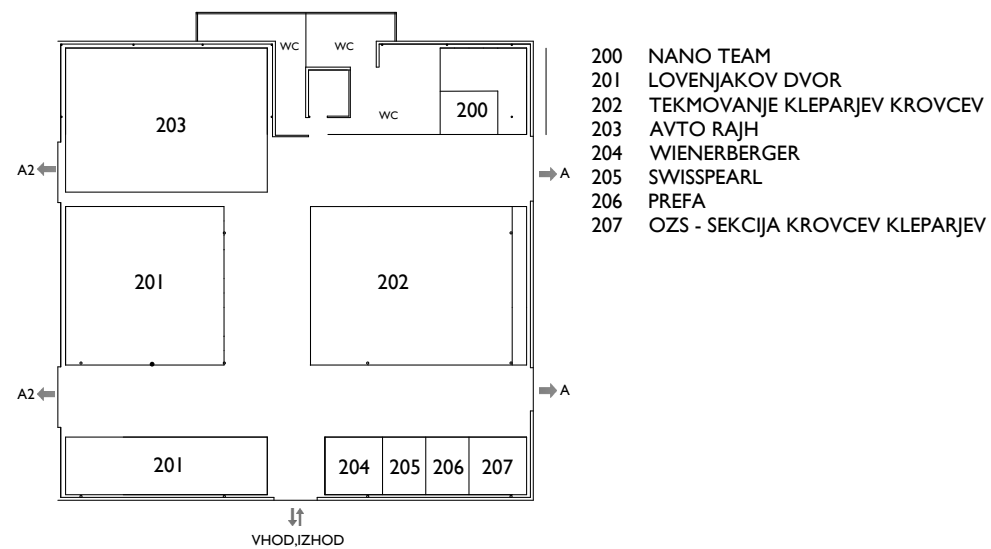 WC
WC
WC
200
203
A2
A
201
202
A2
A
201
204
205
206
207
VHOD,IZHOD
200 NANO TEAM
201 LOVENJAKOV DVOR
202 TEKMOVANJE KLEPARJEV KROVCEV
203 AVTO RAJH
204 WIENERBERGER
205 SWISSPEARL
206 PREFA
207 OZS - SEKCIJA KROVCEV KLEPARJEV